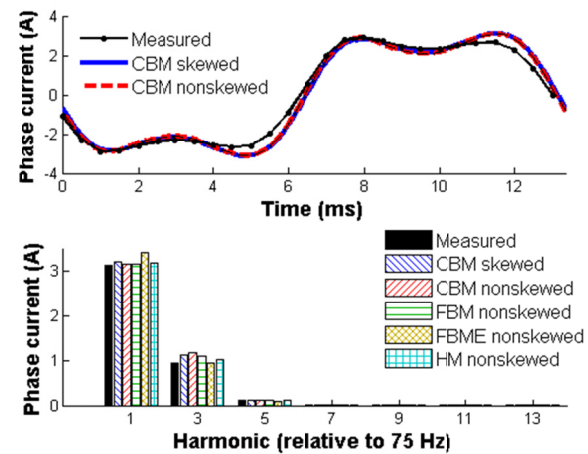 Phase current (A)
4
2
0
-2
-4
Measured
CBM skewed
CBM nonskewed
0
2
4
6
8
10
12
Time (ms)
Phase current (A)
3
2
1
0
Measured
CBM skewed
CBM nonskewed
FBM nonskewed
FBME nonskewed
HM nonskewed
1
3
5
7
9
11
13
Harmonic (relative to 75 Hz)